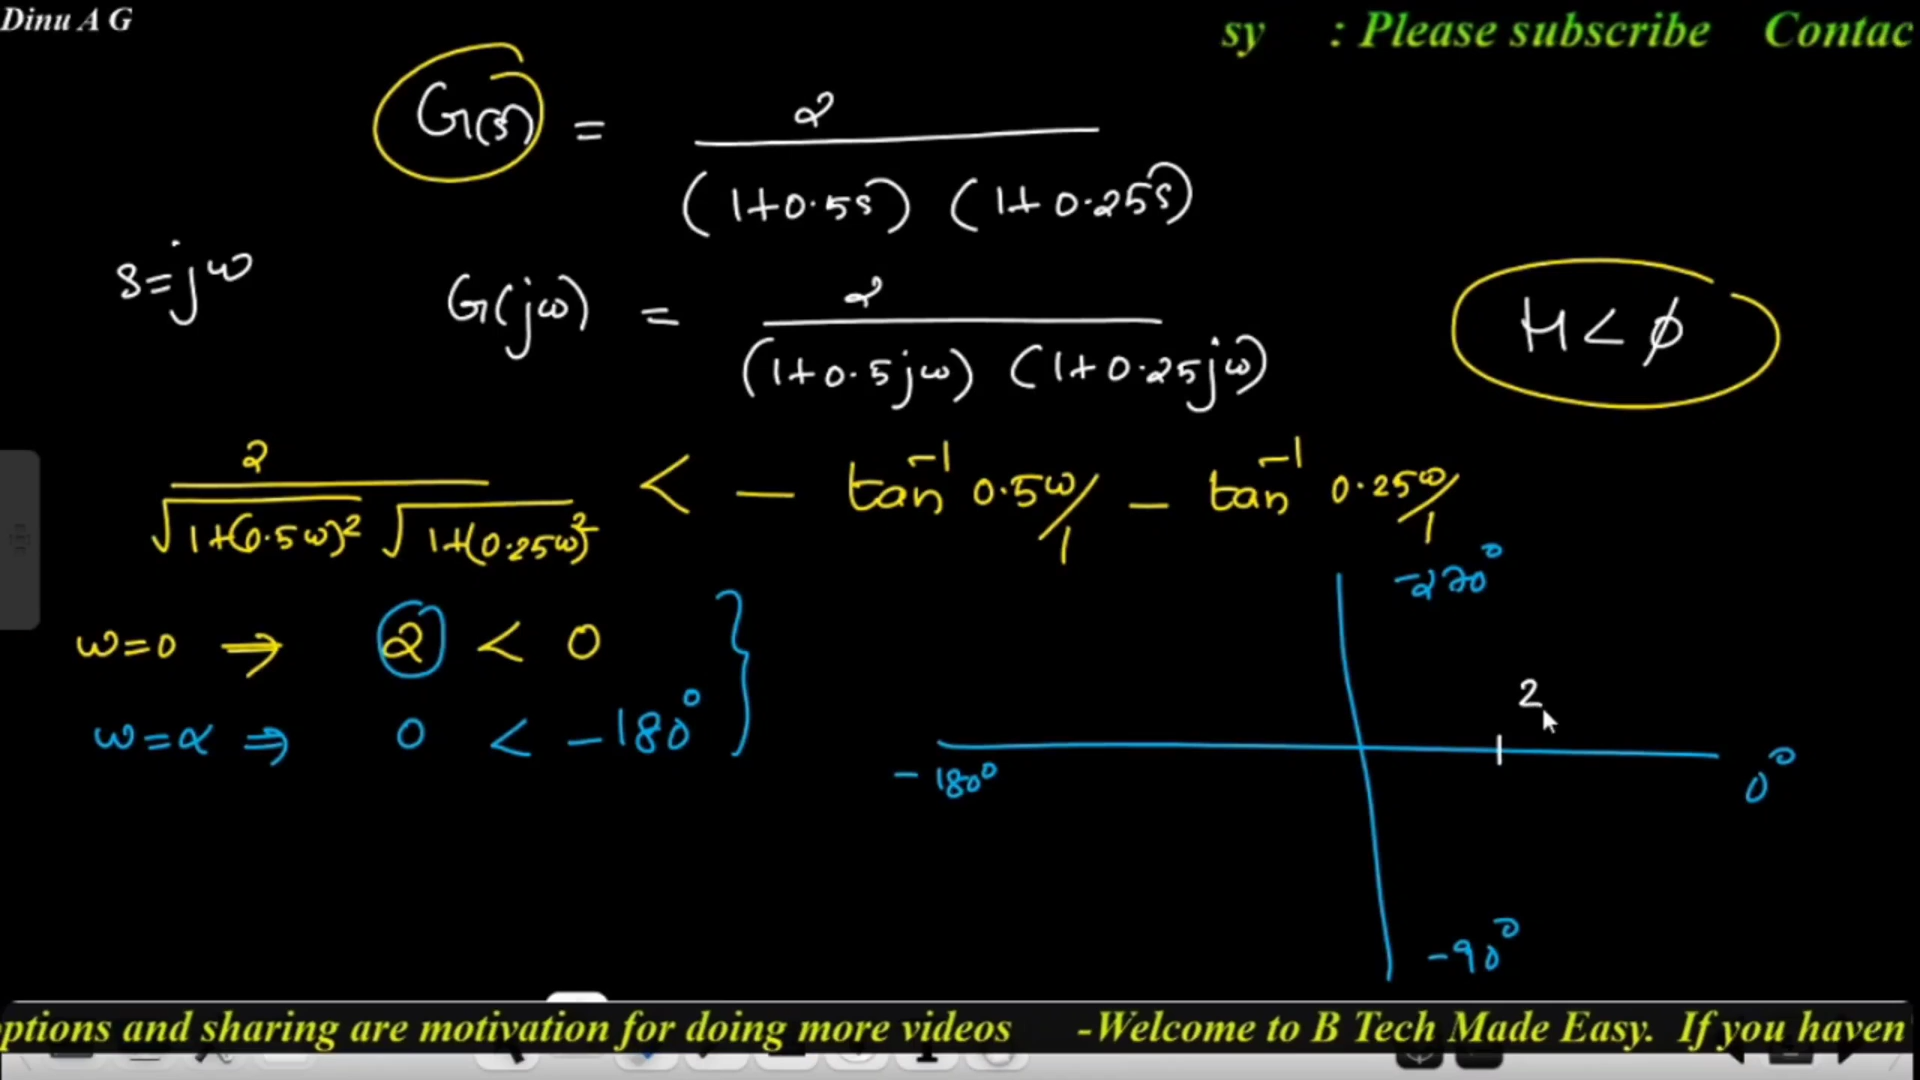 Dinu A G
sy : Please subscribe Contac
G(s) = 2 / (1+0.5s) (1+0.25s)
s=jω
G(jω) = 2 / (1+0.5jω) (1+0.25jω)
M < φ
2 / √1+(0.5ω)² √1+(0.25ω)² < - tan⁻¹ 0.5ω/1 - tan⁻¹ 0.25ω/1
-270°
ω=0 ⇒ 2 < 0
2
ω=α ⇒ 0 < -180°
-180°
0°
-90°
options and sharing are motivation for doing more videos -Welcome to B Tech Made Easy. If you haven